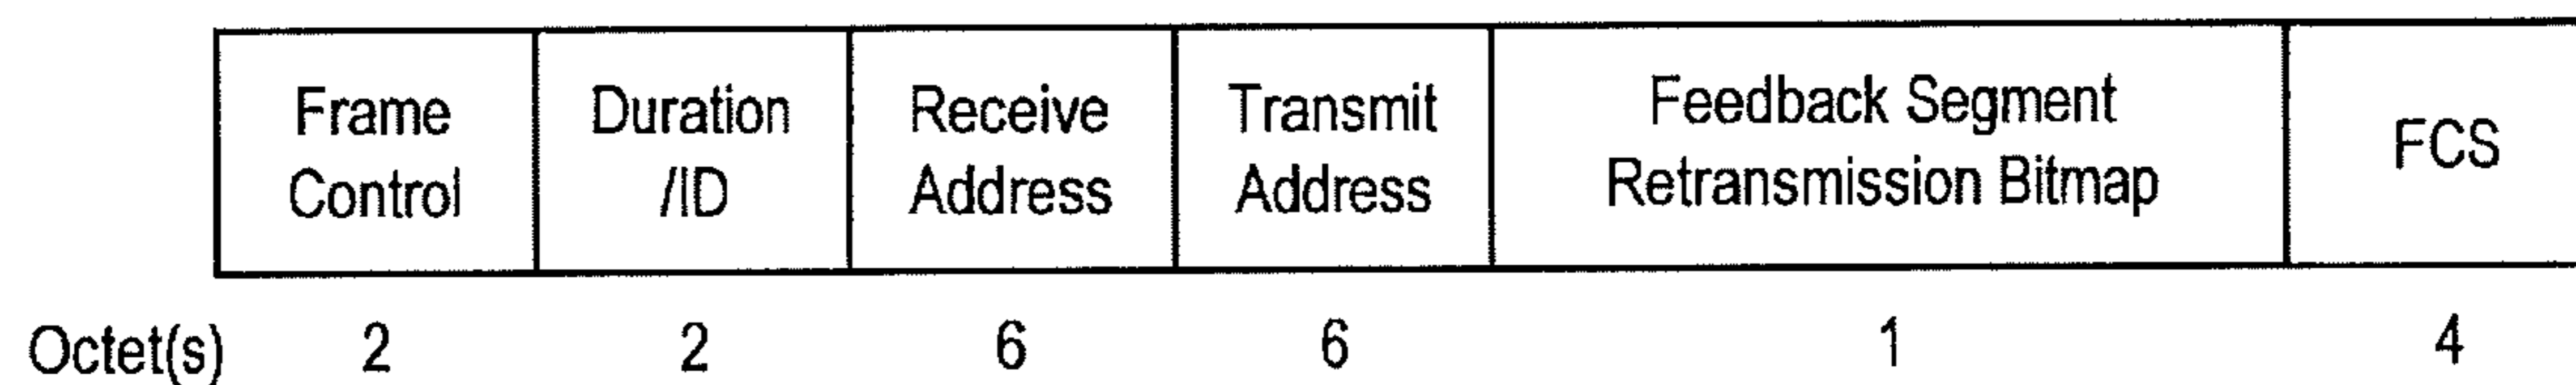 Frame
Control
Duration
/ID
Receive
Address
Transmit
Address
Feedback Segment
Retransmission Bitmap
FCS
Octet(s) 2 2 6 6 1 4